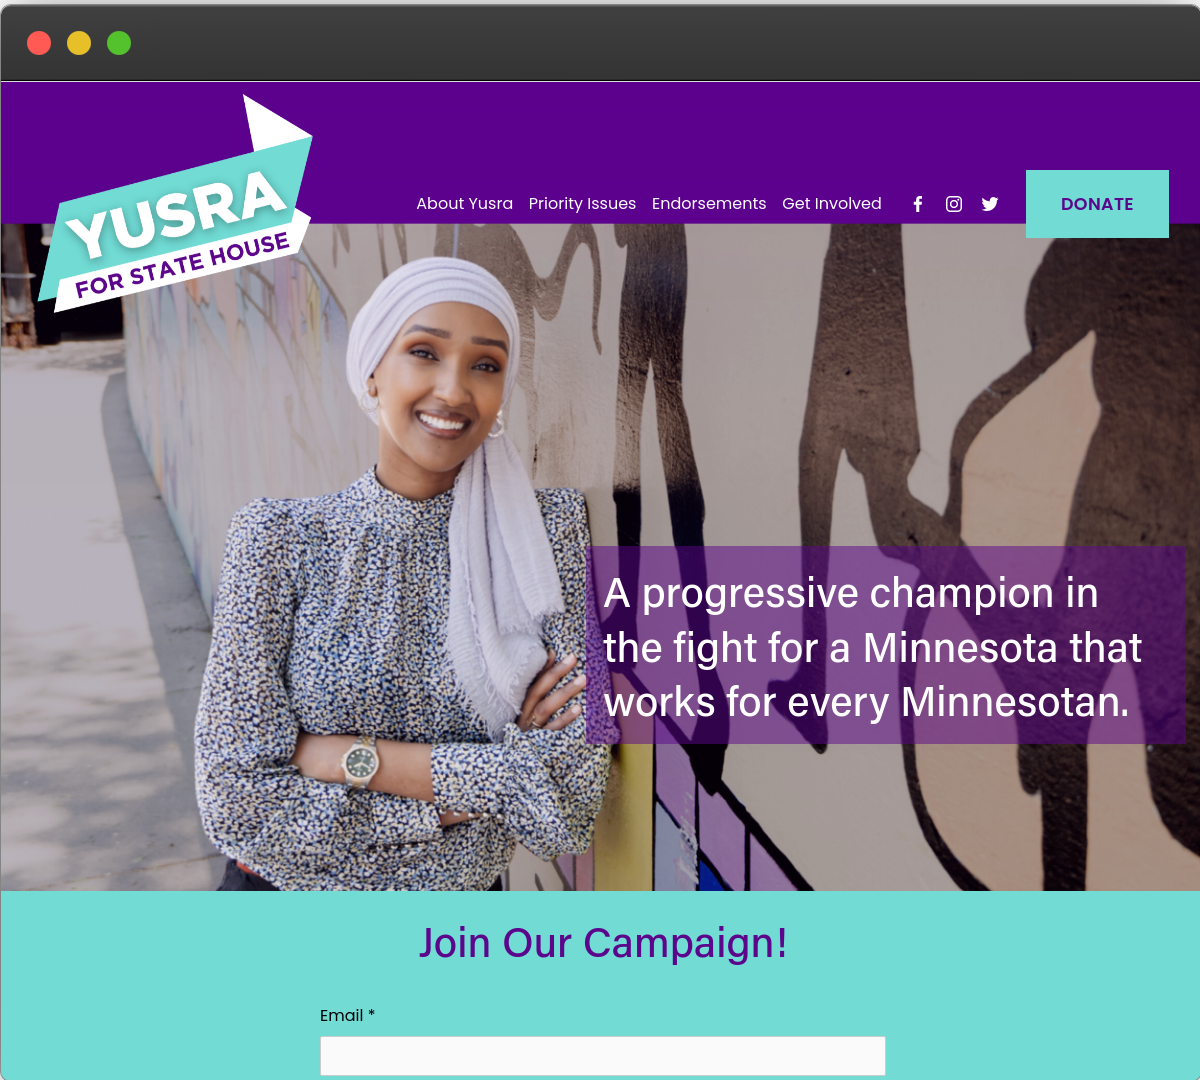 YUSRA
FOR STATE HOUSE
About Yusra Priority Issues Endorsements Get Involved DONATE
A progressive champion in
the fight for a Minnesota that
works for every Minnesotan.
Join Our Campaign!
Email *